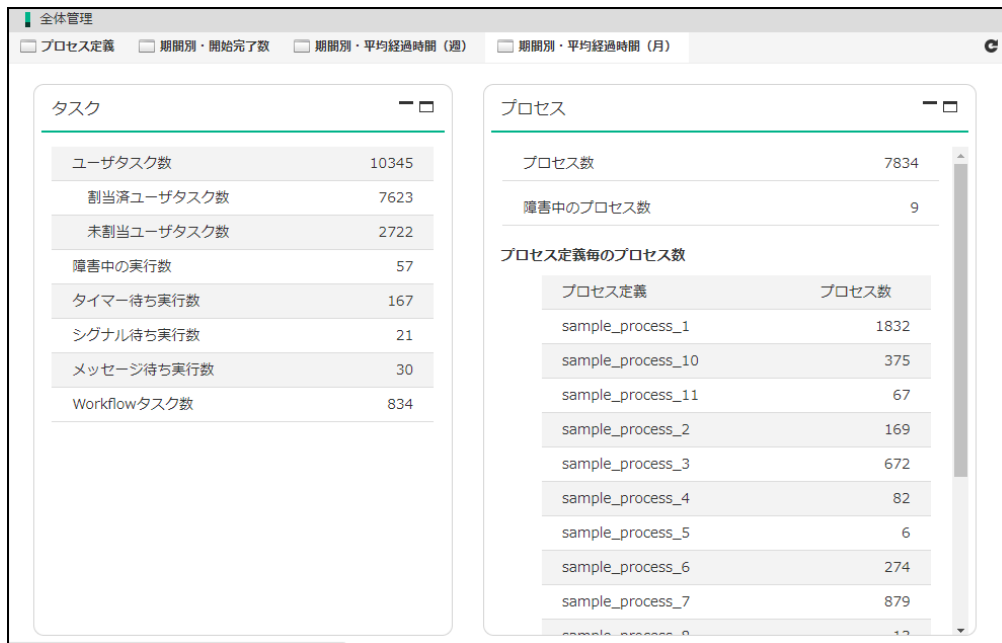 全体管理
プロセス定義 期間別・開始完了数 期間別・平均経過時間（週） 期間別・平均経過時間（月）
タスク
ユーザタスク数 10345
割当済ユーザタスク数 7623
未割当ユーザタスク数 2722
障害中の実行数 57
タイマー待ち実行数 167
シグナル待ち実行数 21
メッセージ待ち実行数 30
Workflowタスク数 834
プロセス
プロセス数 7834
障害中のプロセス数 9
プロセス定義毎のプロセス数
プロセス定義 プロセス数
sample_process_1 1832
sample_process_10 375
sample_process_11 67
sample_process_2 169
sample_process_3 672
sample_process_4 82
sample_process_5 6
sample_process_6 274
sample_process_7 879